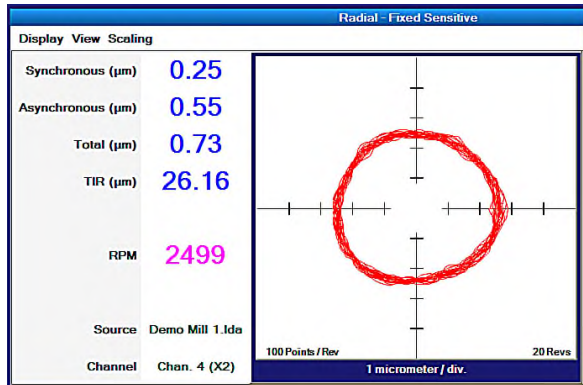 Radial - Fixed Sensitive
Display View Scaling
Synchronous (µm) 0.25
Asynchronous (µm) 0.55
Total (µm) 0.73
TIR (µm) 26.16
RPM 2499
Source Demo Mill 1.lda
Channel Chan. 4 (X2)
100 Points / Rev 20 Revs
1 micrometer / div.